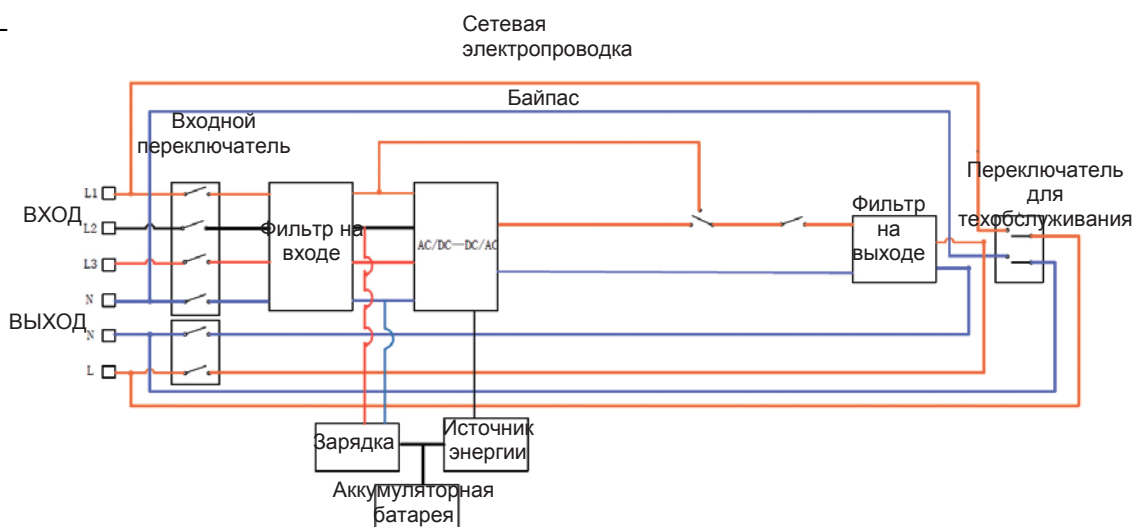 Сетевая
электропроводка
Байпас
Входной
переключатель
Переключатель
для
техобслуживания
L1
ВХОД
L2
L3
N
ВЫХОД
N
L
Фильтр на
входе
AC/DC—DC/AC
Фильтр
на
выходе
Зарядка
Источник
энергии
Аккумуляторная
батарея